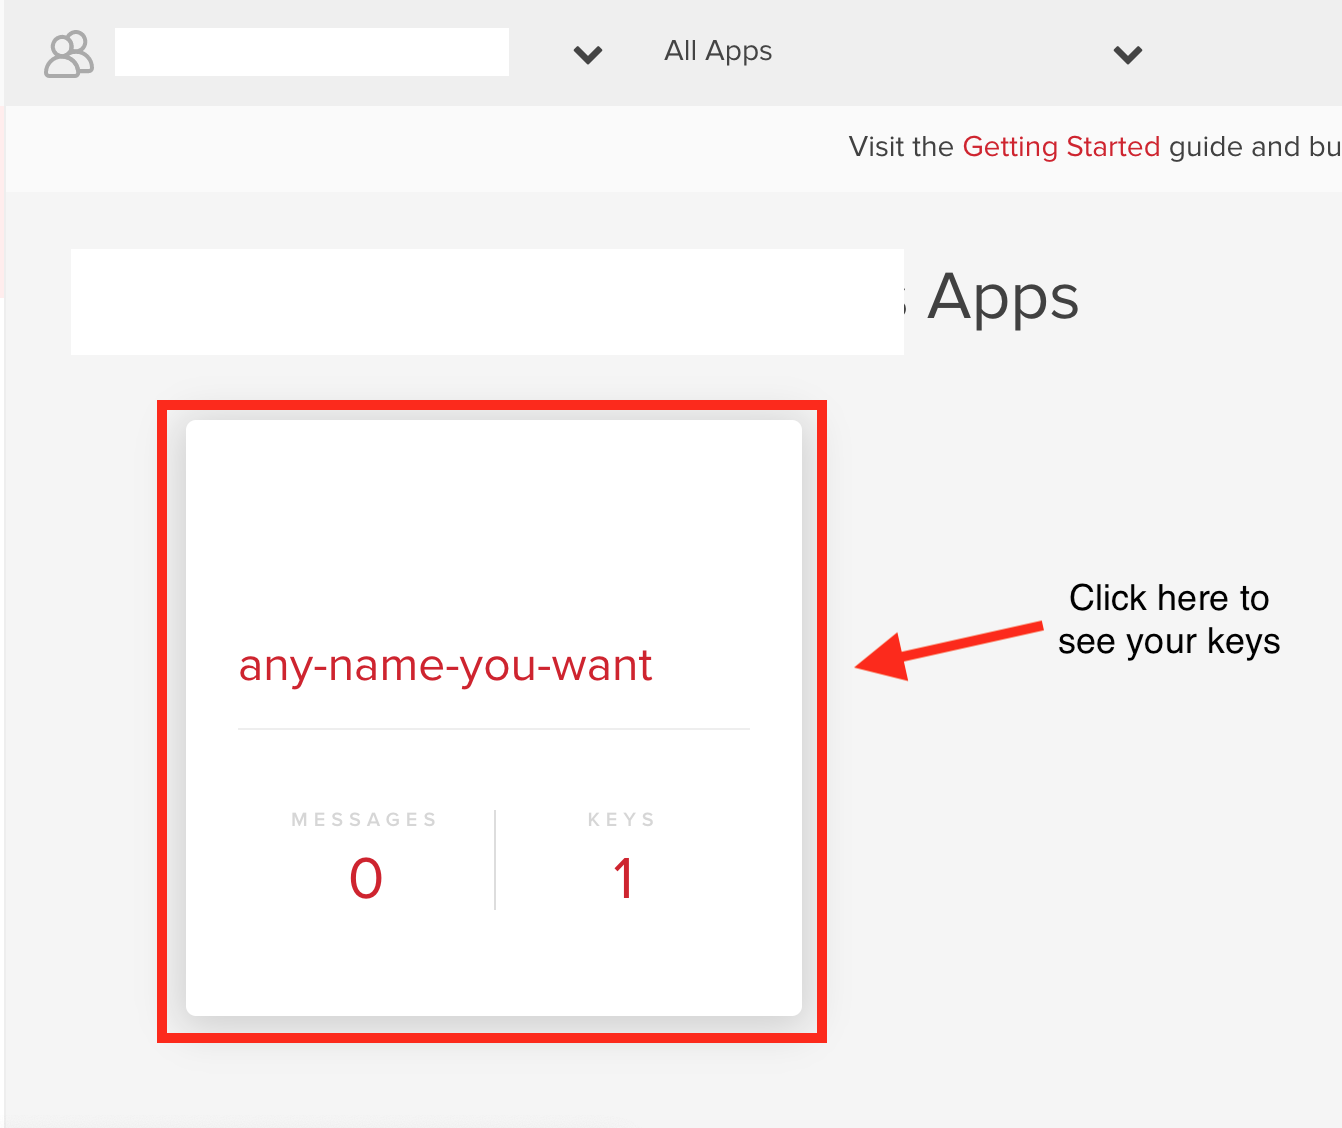 All Apps
Visit the Getting Started guide and bu
Apps
Click here to
see your keys
any-name-you-want
MESSAGES KEYS
0 1